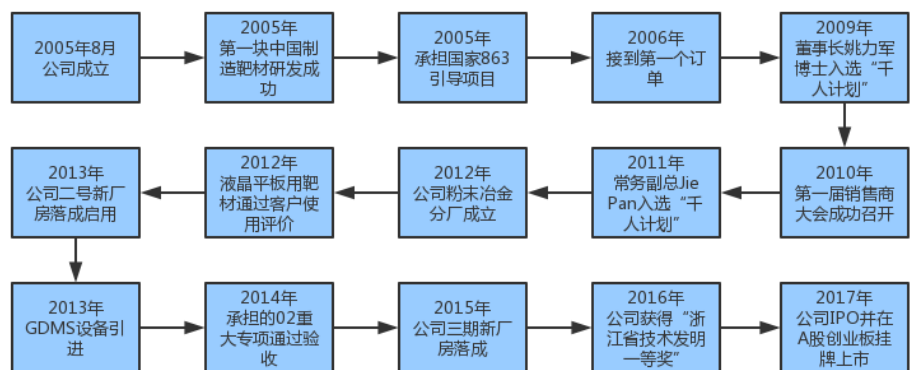 2005年8月
公司成立
2005年
第一块中国制
造靶材研发成
功
2005年
承担国家863
引导项目
2006年
接到第一个订
单
2009年
董事长姚力军
博士入选“千
人计划”
2010年
第一届销售商
大会成功召开
2011年
常务副总Jie
Pan入选“千
人计划”
2012年
公司粉末冶金
分厂成立
2012年
液晶平板用靶
材通过客户使
用评价
2013年
公司二号新厂
房落成启用
2013年
GDMS设备引
进
2014年
承担的02重
大专项通过验
收
2015年
公司三期新厂
房落成
2016年
公司获得“浙
江省技术发明
一等奖”
2017年
公司IPO并在
A股创业板挂
牌上市